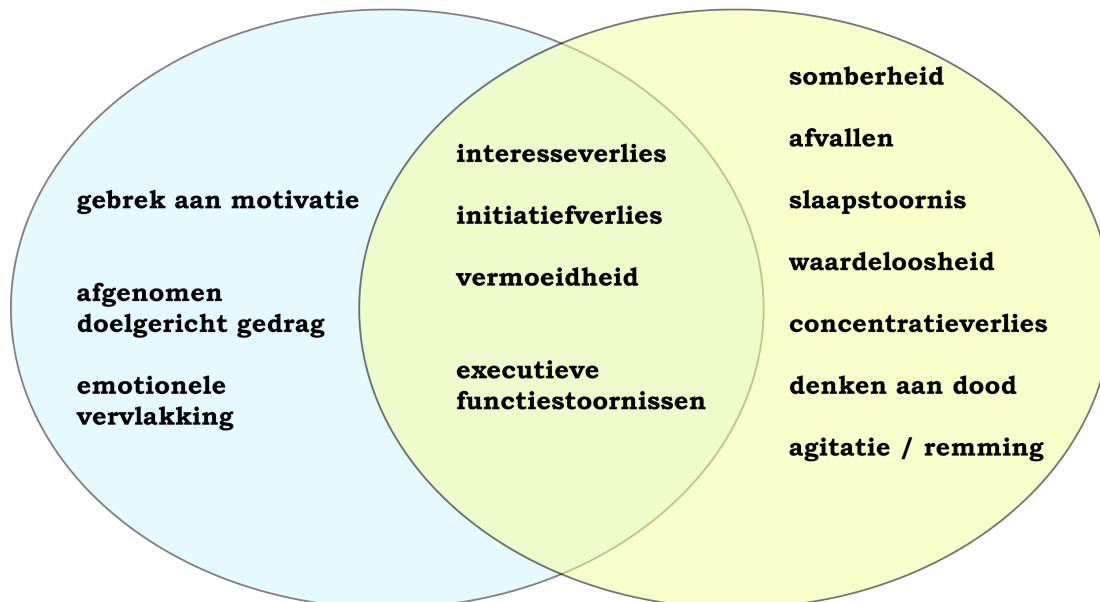 gebrek aan motivatie
afgenomen
doelgericht gedrag
emotionele
vervlakking
interesseverlies
initiatiefverlies
vermoeidheid
executieve
functiestoornissen
somberheid
afvallen
slaapstoornis
waardeloosheid
concentratieverlies
denken aan dood
agitatie / remming